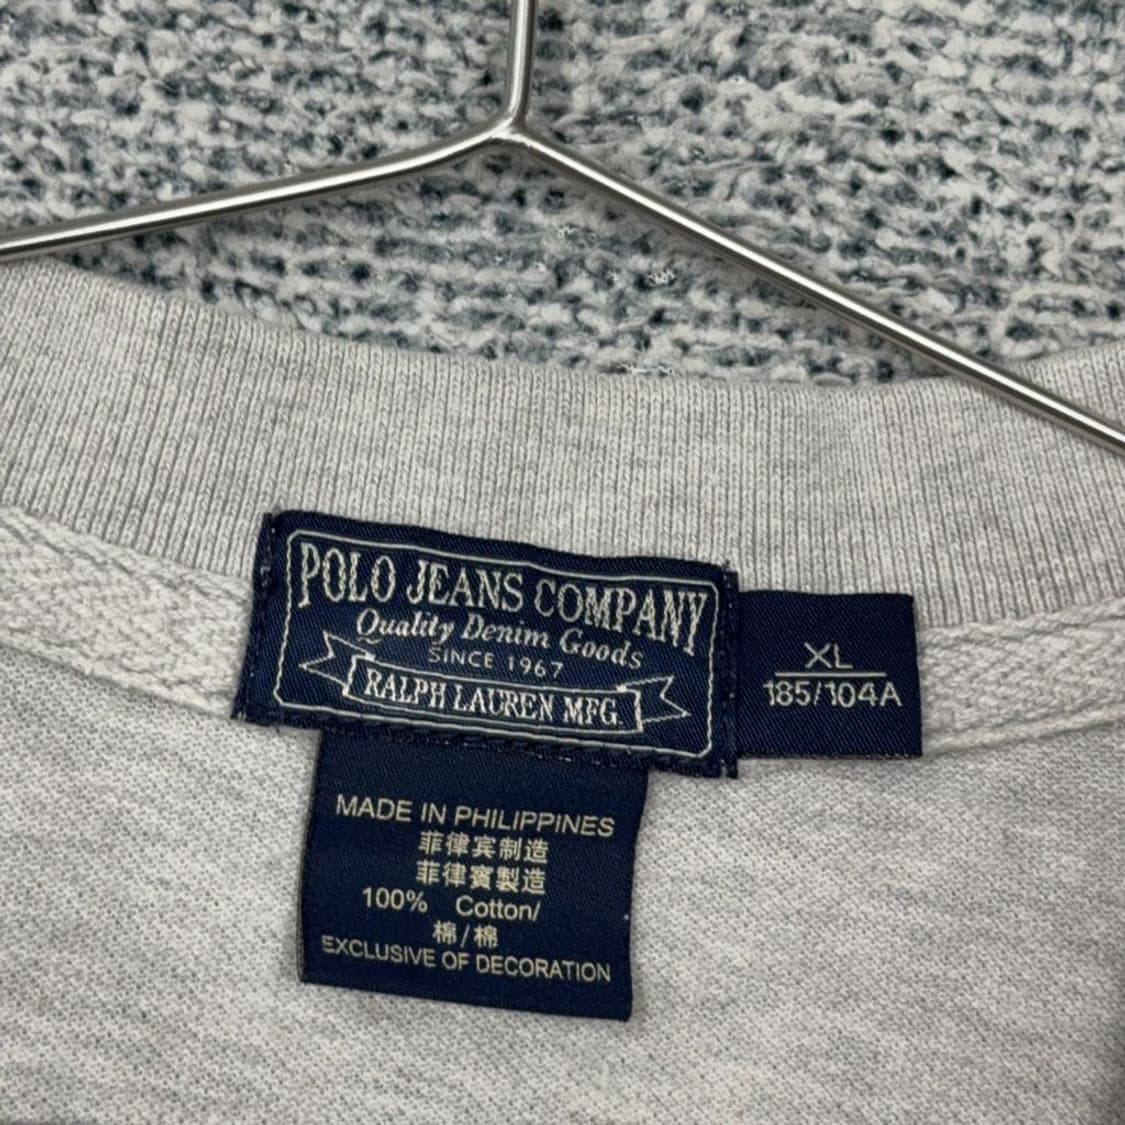 POLO JEANS COMPANY
Quality Denim Goods
SINCE 1967
RALPH LAUREN MFG.
XL
185/104A
MADE IN PHILIPPINES
菲律宾制造
菲律賓製造
100% Cotton/
棉/棉
EXCLUSIVE OF DECORATION